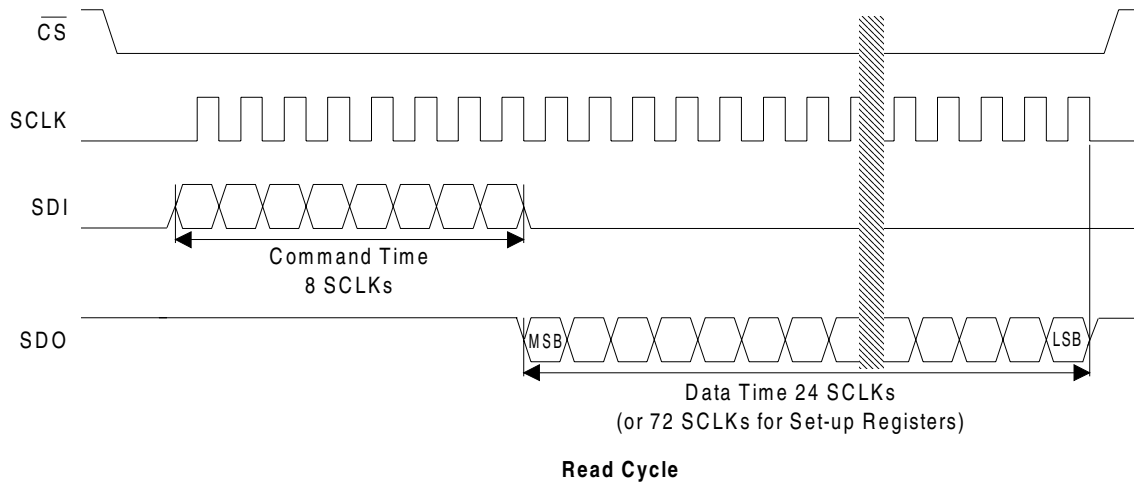 CS
SCLK
SDI
Command Time
8 SCLKs
SDO
MSB
LSB
Data Time 24 SCLKs
(or 72 SCLKs for Set-up Registers)
Read Cycle